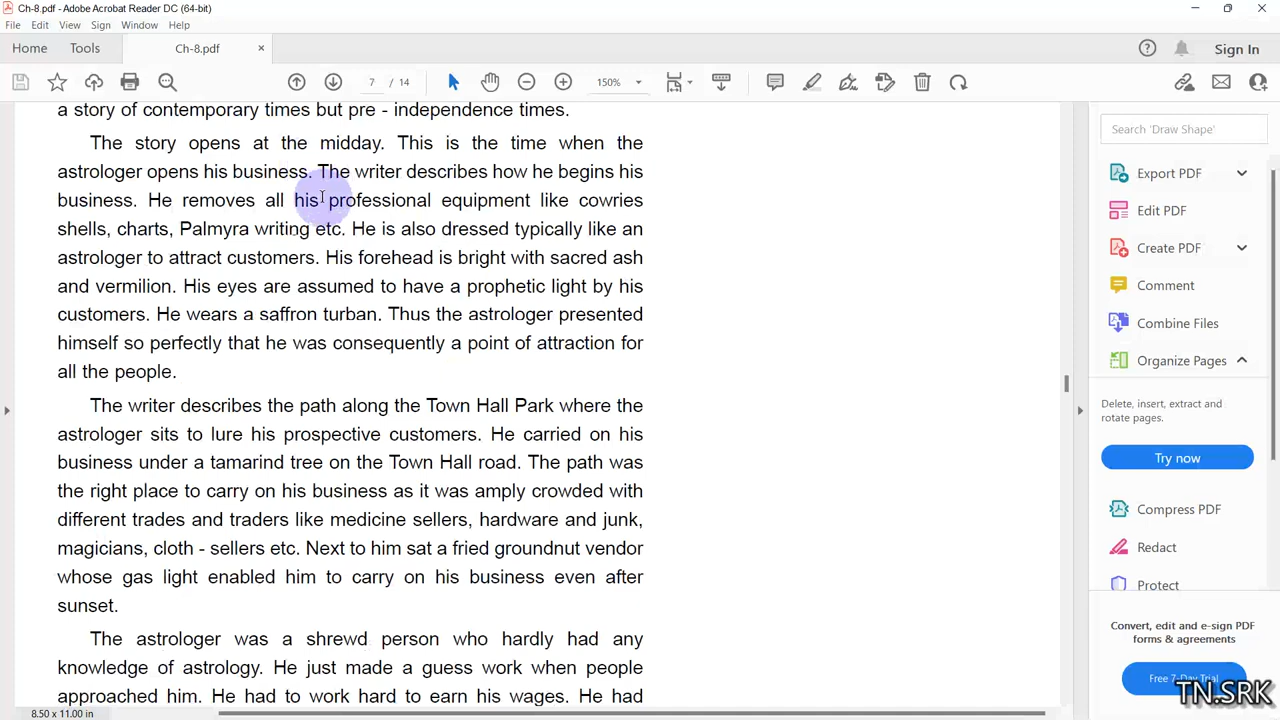 Ch-8.pdf - Adobe Acrobat Reader DC (64-bit)
File Edit View Sign Window Help
Home Tools Ch-8.pdf × Sign In
7 / 14 150%
a story of contemporary times but pre - independence times.
The story opens at the midday. This is the time when the
astrologer opens his business. The writer describes how he begins his
business. He removes all his professional equipment like cowries
shells, charts, Palmyra writing etc. He is also dressed typically like an
astrologer to attract customers. His forehead is bright with sacred ash
and vermilion. His eyes are assumed to have a prophetic light by his
customers. He wears a saffron turban. Thus the astrologer presented
himself so perfectly that he was consequently a point of attraction for
all the people.
The writer describes the path along the Town Hall Park where the
astrologer sits to lure his prospective customers. He carried on his
business under a tamarind tree on the Town Hall road. The path was
the right place to carry on his business as it was amply crowded with
different trades and traders like medicine sellers, hardware and junk,
magicians, cloth - sellers etc. Next to him sat a fried groundnut vendor
whose gas light enabled him to carry on his business even after
sunset.
The astrologer was a shrewd person who hardly had any
knowledge of astrology. He just made a guess work when people
approached him. He had to work hard to earn his wages. He had
8.50 x 11.00 in
Search 'Draw Shape'
Export PDF
Edit PDF
Create PDF
Comment
Combine Files
Organize Pages
Delete, insert, extract and
rotate pages.
Try now
Compress PDF
Redact
Protect
Convert, edit and e-sign PDF
forms & agreements
Free 7-Day Trial
TN.SRK